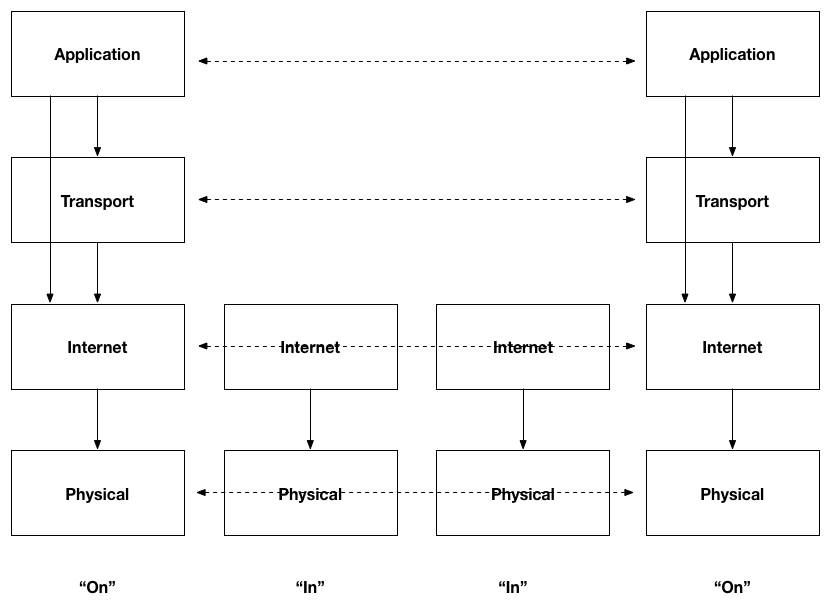 Application
Application
Transport
Transport
Internet
Internet
Internet
Internet
Physical
Physical
Physical
Physical
“On”
“In”
“In”
“On”